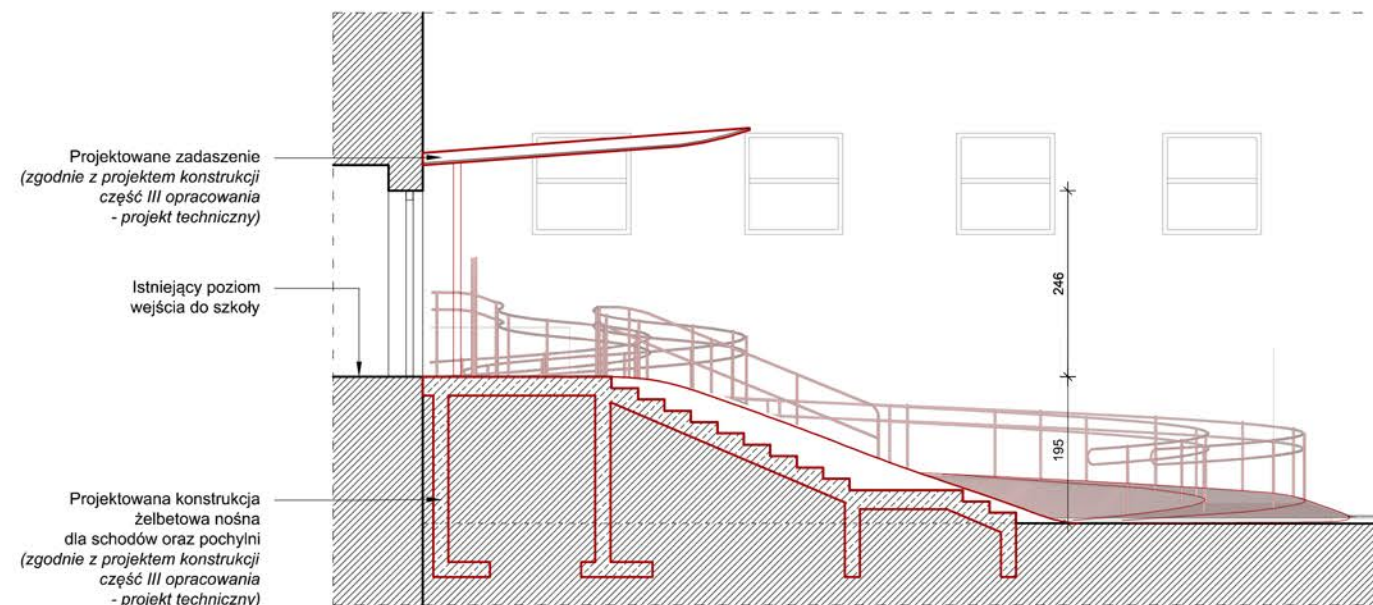 Projektowane zadaszenie
(zgodnie z projektem konstrukcji
część III opracowania
- projekt techniczny)
246
Istniejący poziom
wejścia do szkoły
195
Projektowana konstrukcja
żelbetowa nośna
dla schodów oraz pochylni
(zgodnie z projektem konstrukcji
część III opracowania
- projekt techniczny)